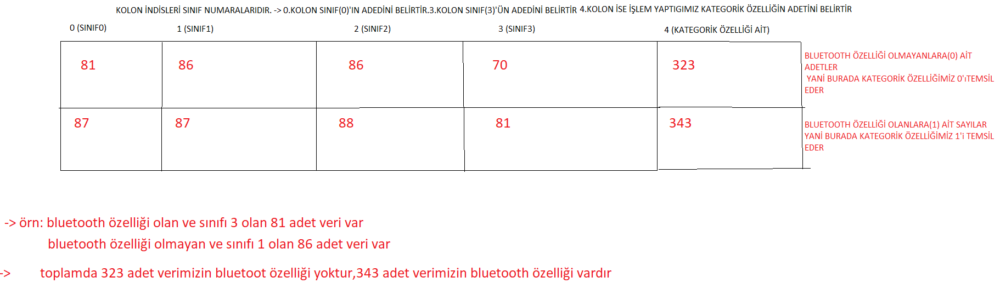 KOLON İNDİSLERİ SINIF NUMARALARIDIR. -> 0.KOLON SINIF(0)'IN ADEDİNİ BELİRTİR.3.KOLON SINIF(3)'ÜN ADEDİNİ BELİRTİR 4.KOLON İSE İŞLEM YAPTIGIMIZ KATEGORİK ÖZELLİĞİN ADETİNİ BELİRTİR
0 (SINIF0) 1 (SINIF1) 2 (SINIF2) 3 (SINIF3) 4 (KATEGORİK ÖZELLİĞİ AİT)
81 86 86 70 323
BLUETOOTH ÖZELLİĞİ OLMAYANLARA(0) AİT
ADETLER
YANİ BURADA KATEGORİK ÖZELLİĞİMİZ 0'ıTEMSİL
EDER
87 87 88 81 343
BLUETOOTH ÖZELLİĞİ OLANLARA(1) AİT SAYILAR
YANİ BURADA KATEGORİK ÖZELLİĞİMİZ 1'i TEMSİL
EDER
-> örn: bluetooth özelliği olan ve sınıfı 3 olan 81 adet veri var
bluetooth özelliği olmayan ve sınıfı 1 olan 86 adet veri var
-> toplamda 323 adet verimizin bluetoot özelliği yoktur,343 adet verimizin bluetooth özelliği vardır